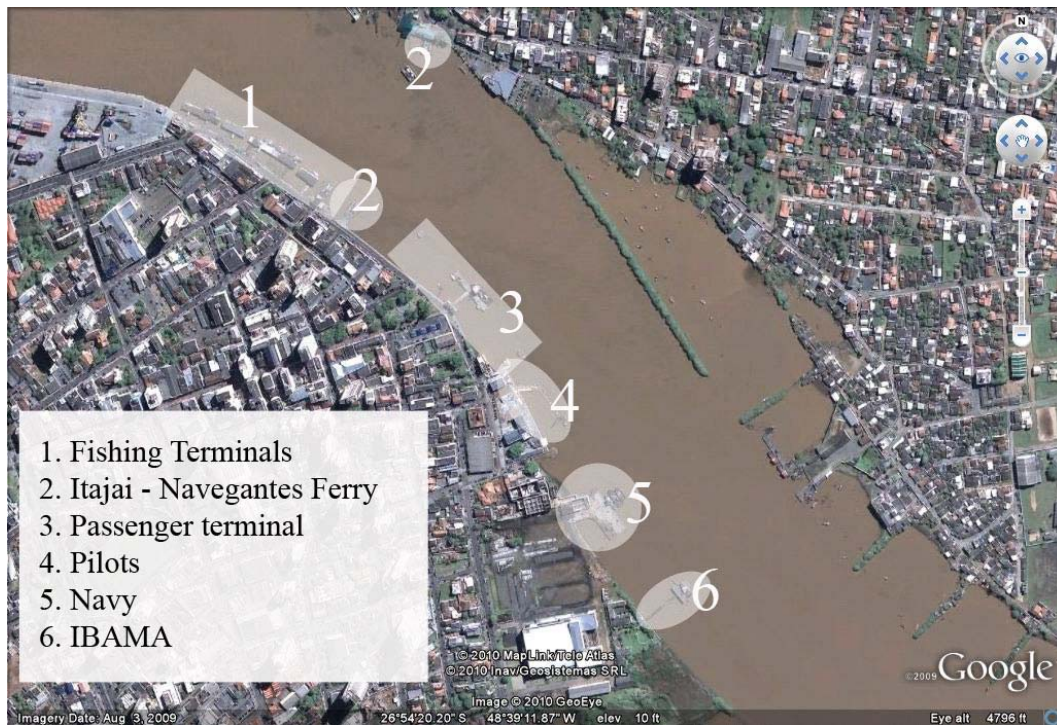 N
2
1
2
3
4
5
6
1. Fishing Terminals
2. Itajai - Navegantes Ferry
3. Passenger terminal
4. Pilots
5. Navy
6. IBAMA
© 2010 MapLink/Tele Atlas
© 2010 Inav/Geosistemas SRL
©2009 Google
Image © 2010 GeoEye
Imagery Date: Aug 3, 2009 26°54'20.20" S 48°39'11.87" W elev 10 ft Eye alt 4796 ft